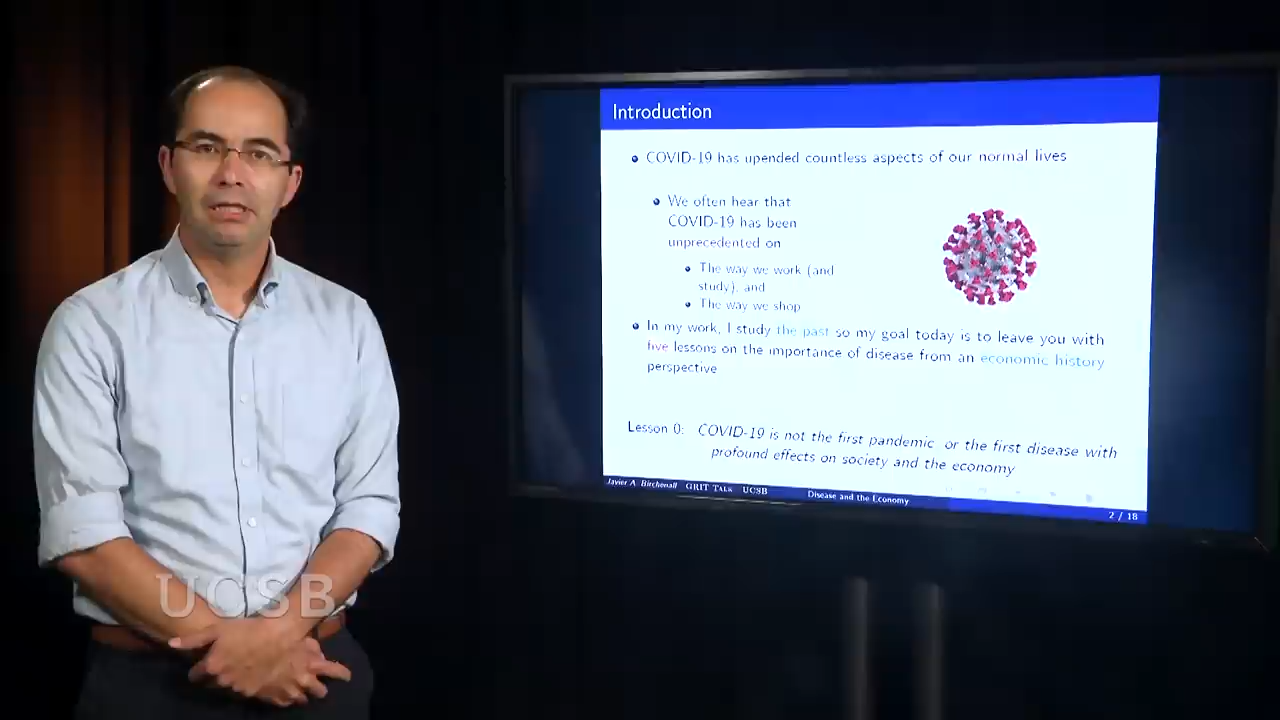 Introduction
COVID-19 has upended countless aspects of our normal lives
We often hear that
COVID-19 has been
unprecedented on
The way we work (and
study), and
The way we shop
In my work, I study the past so my goal today is to leave you with
five lessons on the importance of disease from an economic history
perspective
Lesson 0: COVID-19 is not the first pandemic or the first disease with
profound effects on society and the economy
Javier A. Birchenall GRIT Talk UCSB Disease and the Economy
2 / 18
UCSB